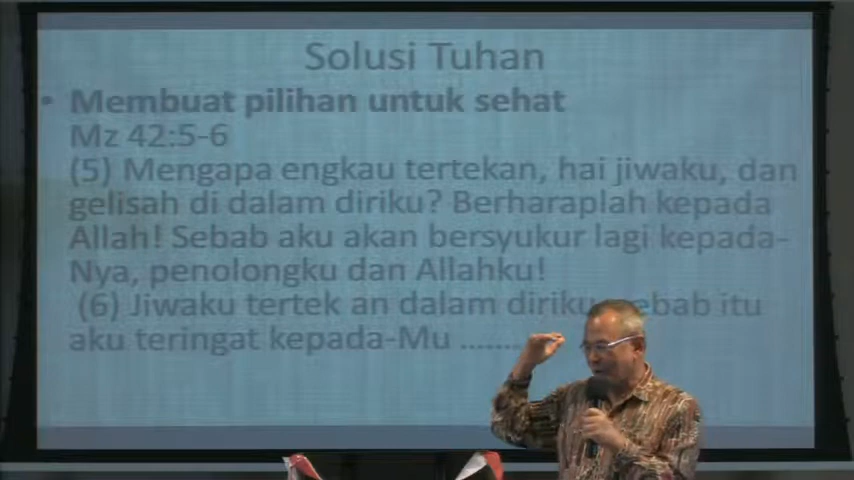 Solusi Tuhan
• Membuat pilihan untuk sehat
Mz 42:5-6
(5) Mengapa engkau tertekan, hai jiwaku, dan
gelisah di dalam diriku? Berharaplah kepada
Allah! Sebab aku akan bersyukur lagi kepada-
Nya, penolongku dan Allahku!
(6) Jiwaku tertek an dalam diriku, sebab itu
aku teringat kepada-Mu ........